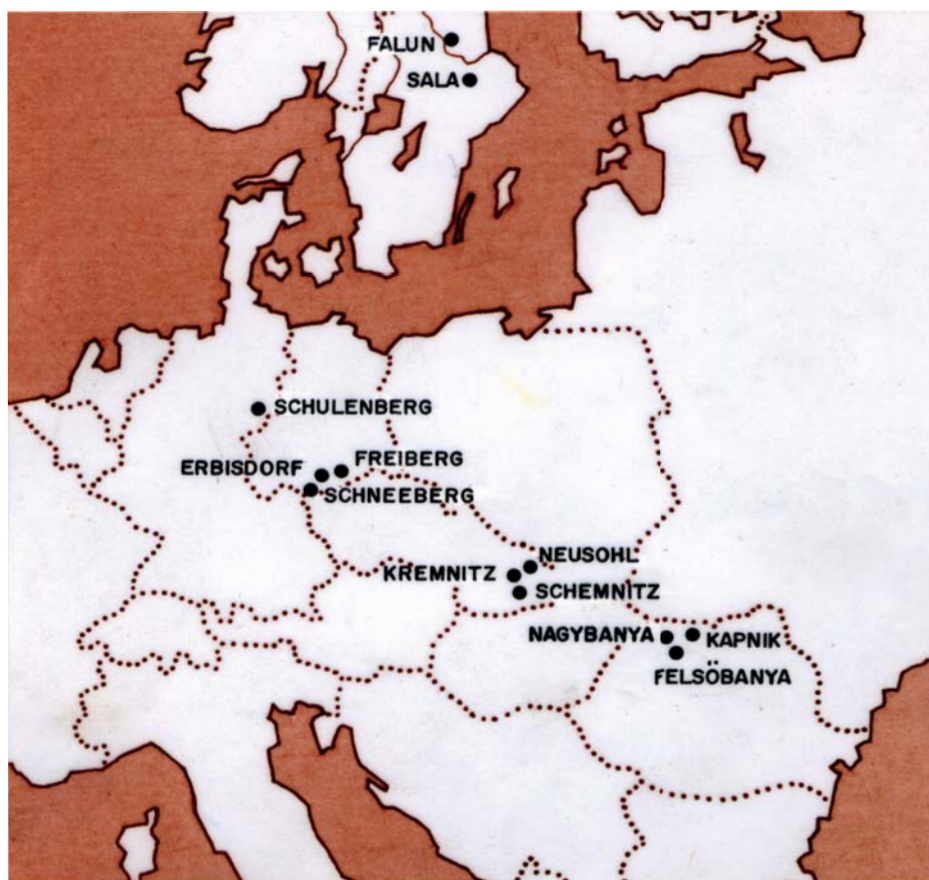 FALUN
SALA
SCHULENBERG
ERBISDORF
FREIBERG
SCHNEEBERG
NEUSOHL
KREMNITZ
SCHEMNITZ
NAGYBANYA
KAPNIK
FELSÖBANYA